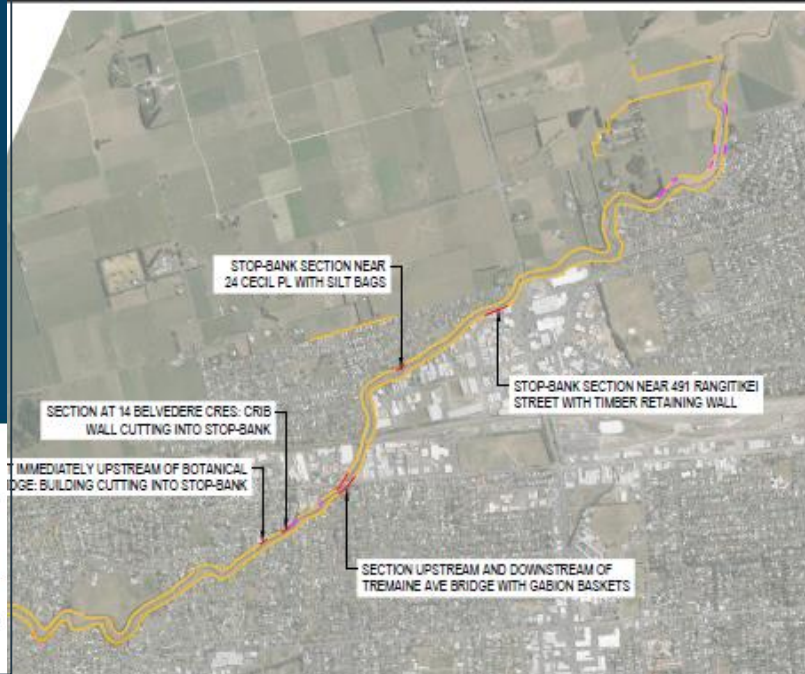 STOP-BANK SECTION NEAR
24 CECIL PL WITH SILT BAGS
STOP-BANK SECTION NEAR 491 RANGITIKEI
STREET WITH TIMBER RETAINING WALL
SECTION AT 14 BELVEDERE CRES: CRIB
WALL CUTTING INTO STOP-BANK
T IMMEDIATELY UPSTREAM OF BOTANICAL
DGE: BUILDING CUTTING INTO STOP-BANK
SECTION UPSTREAM AND DOWNSTREAM OF
TREMAINE AVE BRIDGE WITH GABION BASKETS